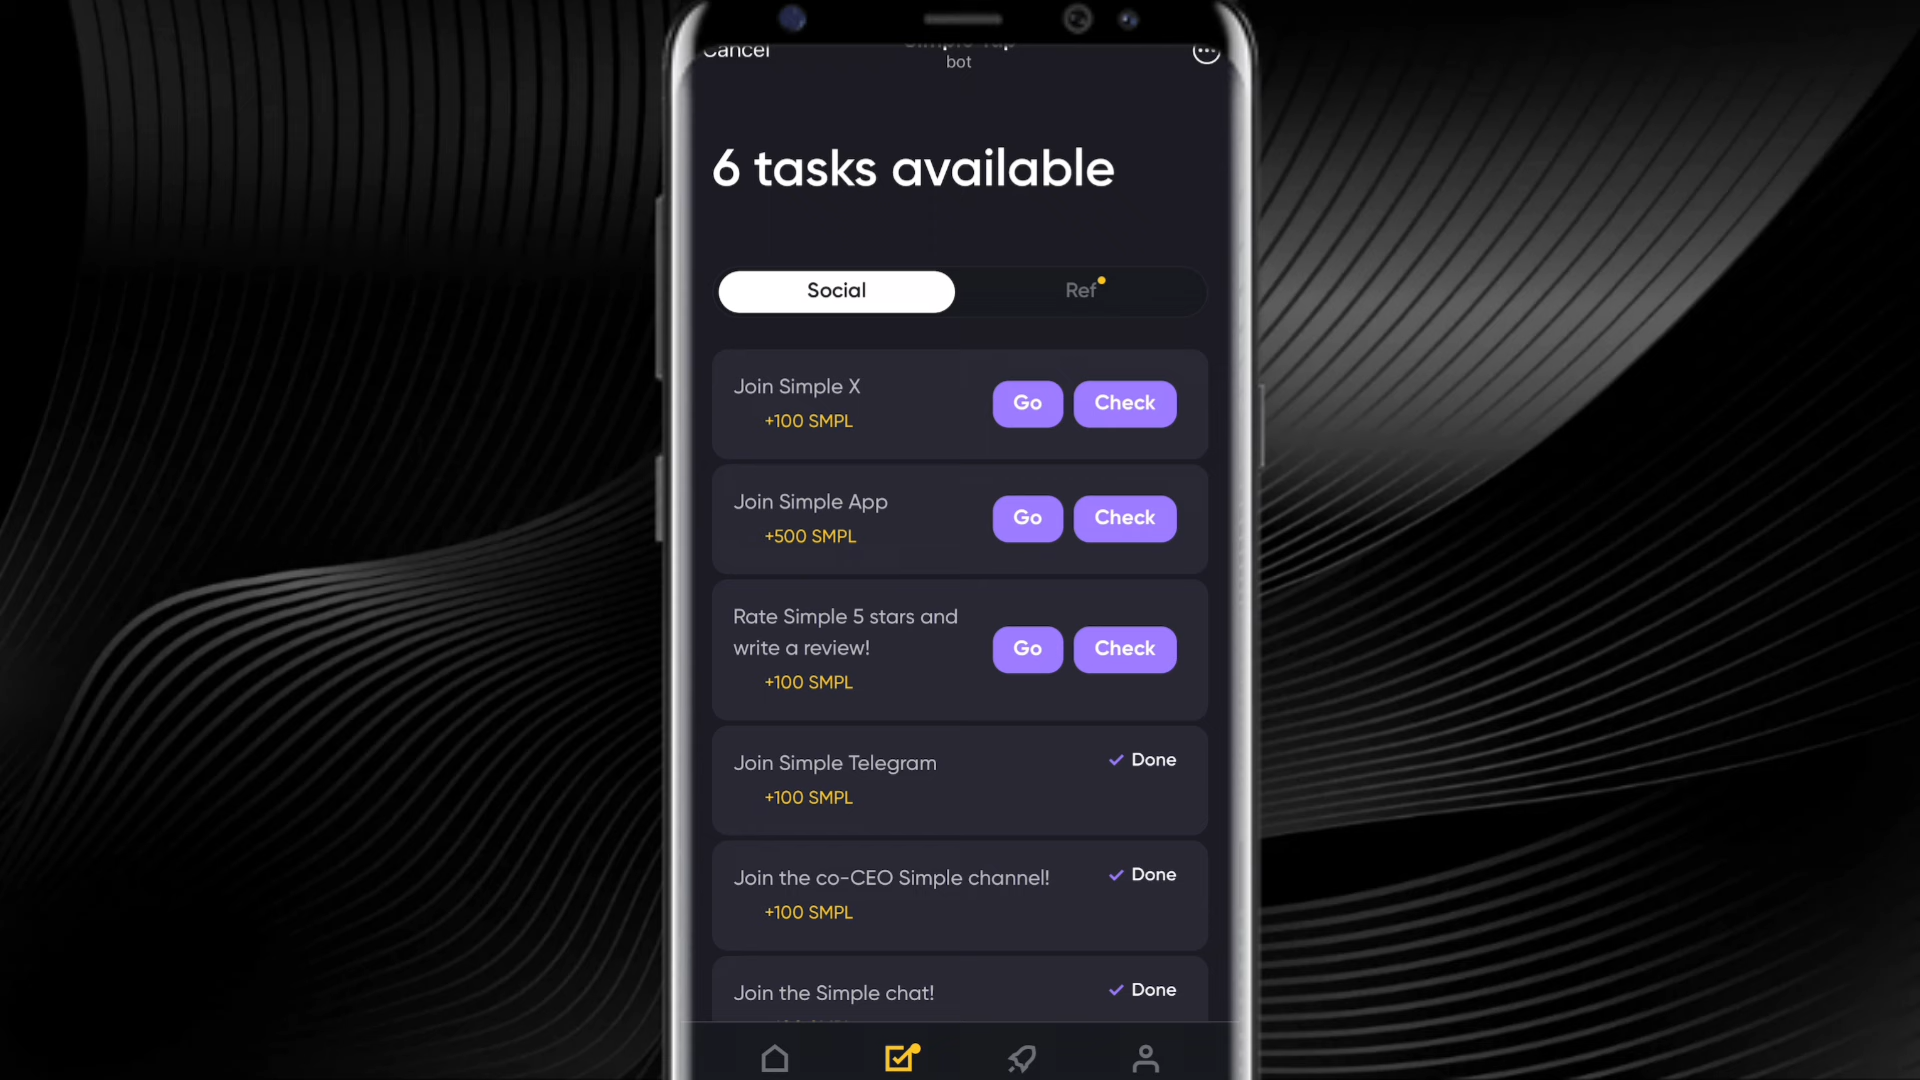 Cancel
bot
6 tasks available
Social
Ref
Join Simple X
+100 SMPL
Go
Check
Join Simple App
+500 SMPL
Go
Check
Rate Simple 5 stars and
write a review!
+100 SMPL
Go
Check
Join Simple Telegram
+100 SMPL
Done
Join the co-CEO Simple channel!
+100 SMPL
Done
Join the Simple chat!
Done